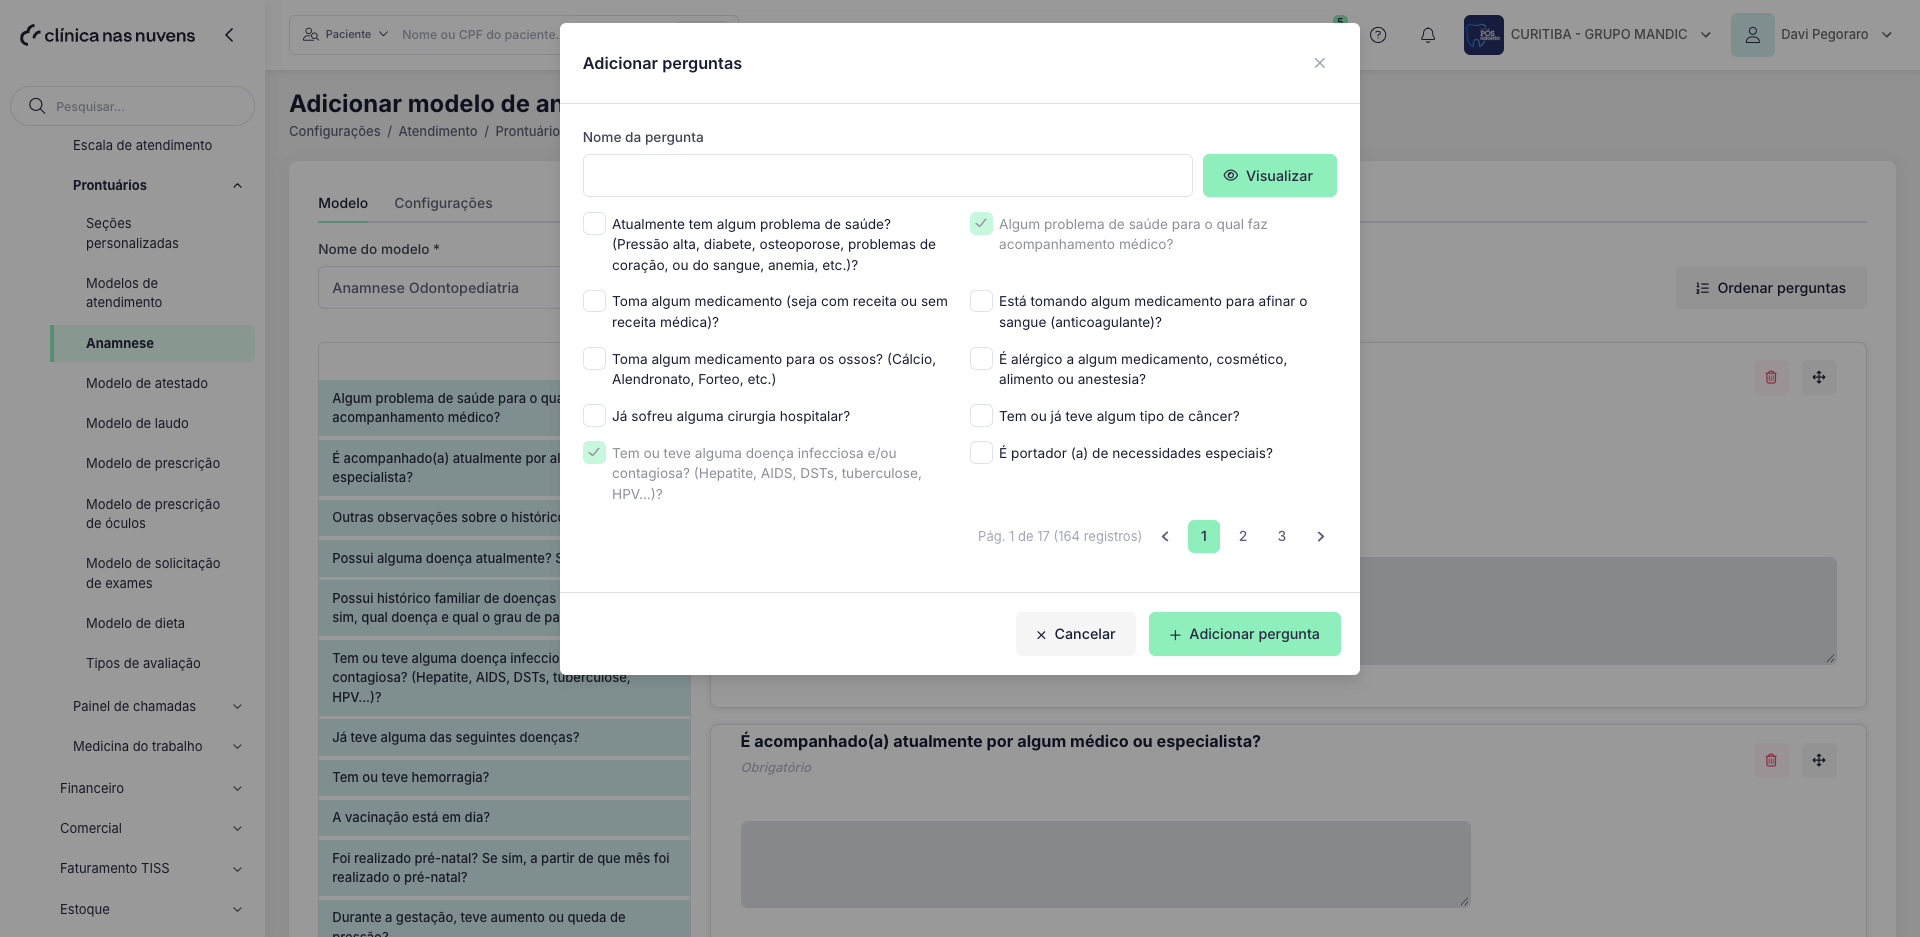 clínica nas nuvens
Pesquisar...
Escala de atendimento
Prontuários
Seções
personalizadas
Modelos de
atendimento
Anamnese
Modelo de atestado
Modelo de laudo
Modelo de prescrição
Modelo de prescrição
de óculos
Modelo de solicitação
de exames
Modelo de dieta
Tipos de avaliação
Painel de chamadas
Medicina do trabalho
Financeiro
Comercial
Faturamento TISS
Estoque
Paciente
Nome ou CPF do paciente.
5
PÓS
CURITIBA - GRUPO MANDIC
Davi Pegoraro
Adicionar modelo de an
Configurações / Atendimento / Prontuário
Modelo
Configurações
Nome do modelo *
Anamnese Odontopediatria
Ordenar perguntas
Algum problema de saúde para o qua
acompanhamento médico?
É acompanhado(a) atualmente por al
especialista?
Outras observações sobre o históric
Possui alguma doença atualmente? S
Possui histórico familiar de doenças
sim, qual doença e qual o grau de pa
Tem ou teve alguma doença infeccio
contagiosa? (Hepatite, AIDS, DSTs, tuberculose,
HPV...)?
Já teve alguma das seguintes doenças?
Tem ou teve hemorragia?
A vacinação está em dia?
Foi realizado pré-natal? Se sim, a partir de que mês foi
realizado o pré-natal?
Durante a gestação, teve aumento ou queda de
pressão?
É acompanhado(a) atualmente por algum médico ou especialista?
Obrigatório
Adicionar perguntas
Nome da pergunta
Visualizar
Atualmente tem algum problema de saúde?
(Pressão alta, diabete, osteoporose, problemas de
coração, ou do sangue, anemia, etc.)?
Algum problema de saúde para o qual faz
acompanhamento médico?
Toma algum medicamento (seja com receita ou sem
receita médica)?
Está tomando algum medicamento para afinar o
sangue (anticoagulante)?
Toma algum medicamento para os ossos? (Cálcio,
Alendronato, Forteo, etc.)
É alérgico a algum medicamento, cosmético,
alimento ou anestesia?
Já sofreu alguma cirurgia hospitalar?
Tem ou já teve algum tipo de câncer?
Tem ou teve alguma doença infecciosa e/ou
contagiosa? (Hepatite, AIDS, DSTs, tuberculose,
HPV...)?
É portador (a) de necessidades especiais?
Pág. 1 de 17 (164 registros)
1
2
3
Cancelar
Adicionar pergunta